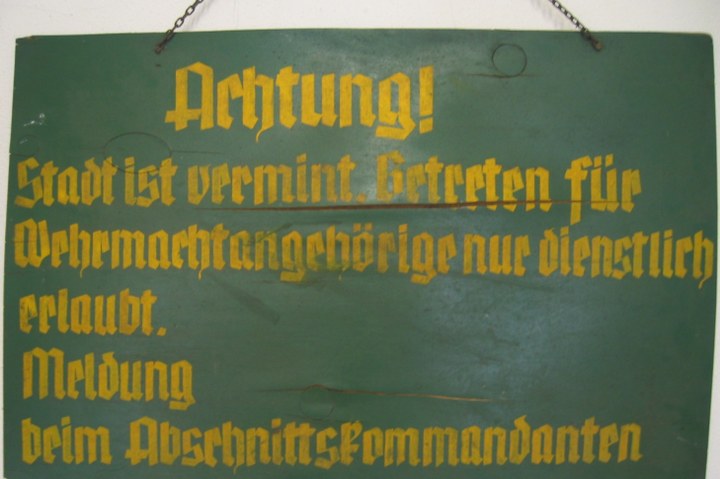 Achtung!
Stadt ist vermint. Betreten für
Wehrmachtangehörige nur dienstlich
erlaubt.
Meldung
beim Abschnittskommandanten